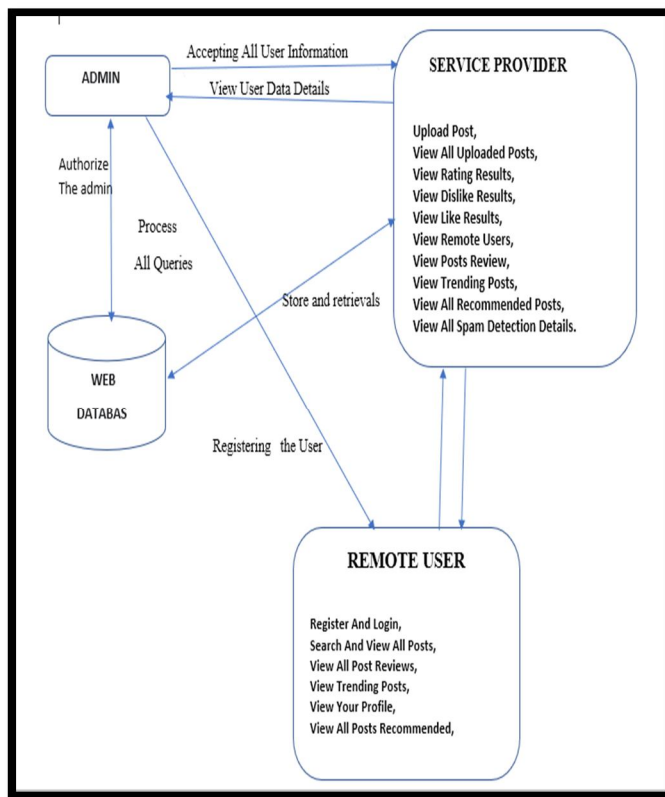 Accepting All User Information
ADMIN
View User Data Details
SERVICE PROVIDER
Upload Post,
View All Uploaded Posts,
View Rating Results,
View Dislike Results,
View Like Results,
View Remote Users,
View Posts Review,
View Trending Posts,
View All Recommended Posts,
View All Spam Detection Details.
Authorize
The admin
Process
All Queries
Store and retrievals
WEB
DATABAS
Registering the User
REMOTE USER
Register And Login,
Search And View All Posts,
View All Post Reviews,
View Trending Posts,
View Your Profile,
View All Posts Recommended,